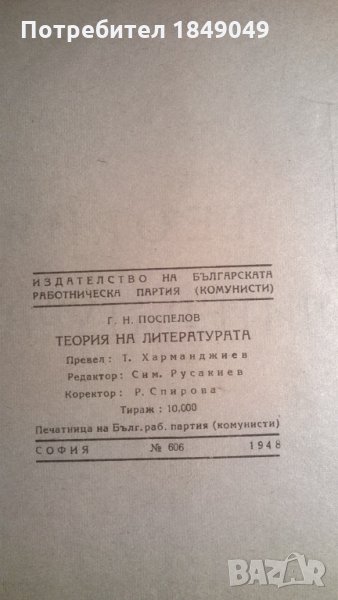 Потребител 1849049
ИЗДАТЕЛСТВО НА БЪЛГАРСКАТА
РАБОТНИЧЕСКА ПАРТИЯ (КОМУНИСТИ)
Г. Н. ПОСПЕЛОВ
ТЕОРИЯ НА ЛИТЕРАТУРАТА
Превел: Т. Харманджиев
Редактор: Сим. Русакиев
Коректор: Р. Спирова
Тираж: 10,000
Печатница на Бълг. раб. партия (комунисти)
СОФИЯ № 606 1948
BAZAR